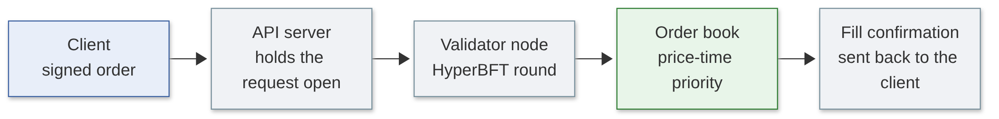 Client
signed order
API server
holds the
request open
Validator node
HyperBFT round
Order book
price-time
priority
Fill confirmation
sent back to the
client